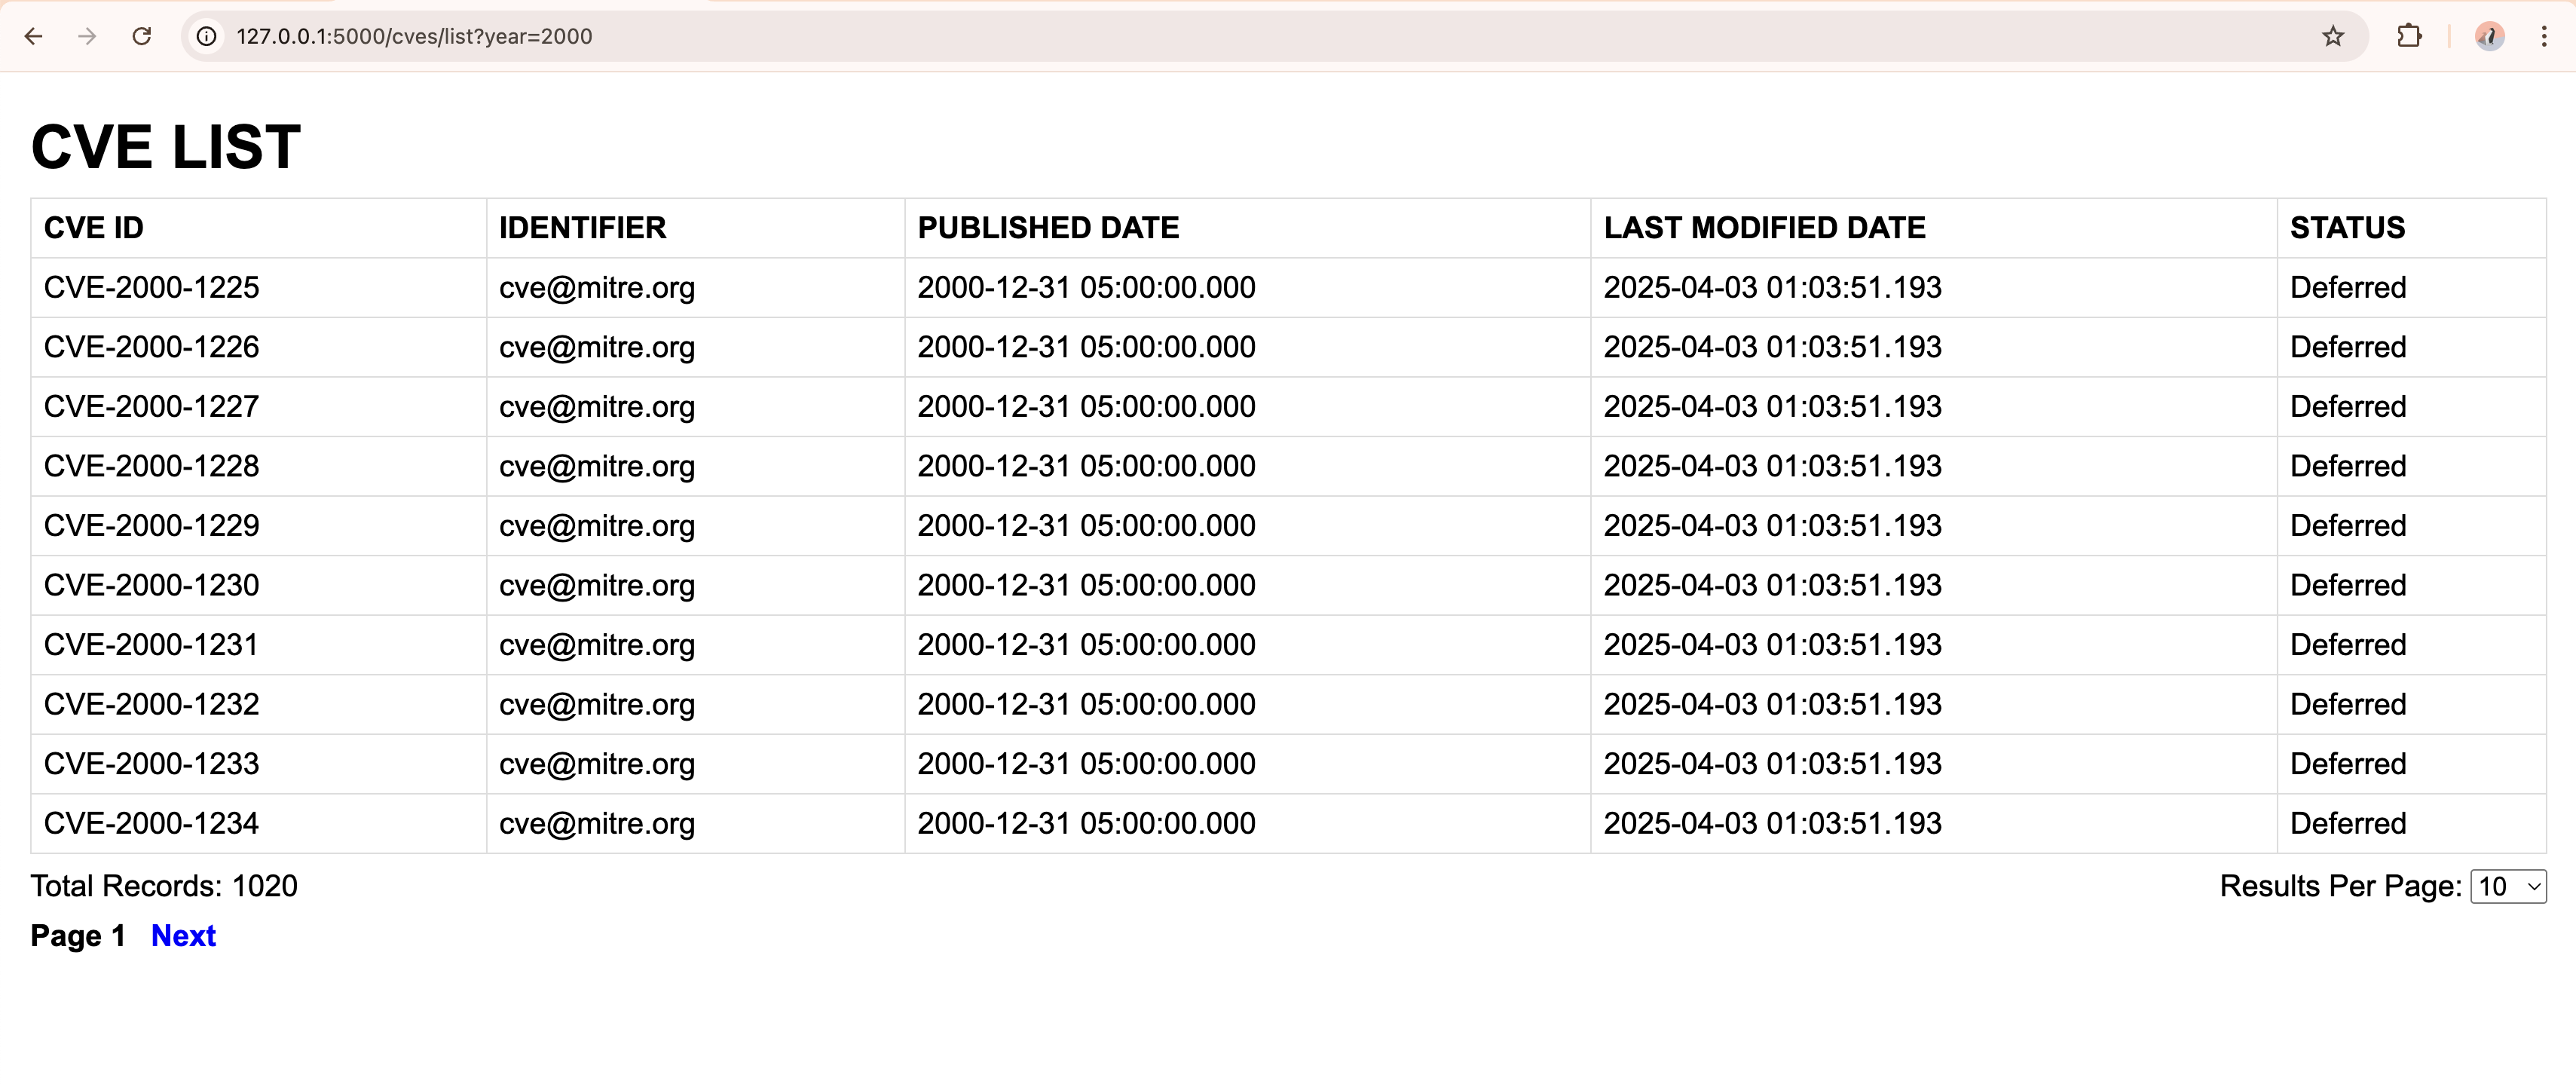 127.0.0.1:5000/cves/list?year=2000
CVE LIST
CVE ID IDENTIFIER PUBLISHED DATE LAST MODIFIED DATE STATUS
CVE-2000-1225 cve@mitre.org 2000-12-31 05:00:00.000 2025-04-03 01:03:51.193 Deferred
CVE-2000-1226 cve@mitre.org 2000-12-31 05:00:00.000 2025-04-03 01:03:51.193 Deferred
CVE-2000-1227 cve@mitre.org 2000-12-31 05:00:00.000 2025-04-03 01:03:51.193 Deferred
CVE-2000-1228 cve@mitre.org 2000-12-31 05:00:00.000 2025-04-03 01:03:51.193 Deferred
CVE-2000-1229 cve@mitre.org 2000-12-31 05:00:00.000 2025-04-03 01:03:51.193 Deferred
CVE-2000-1230 cve@mitre.org 2000-12-31 05:00:00.000 2025-04-03 01:03:51.193 Deferred
CVE-2000-1231 cve@mitre.org 2000-12-31 05:00:00.000 2025-04-03 01:03:51.193 Deferred
CVE-2000-1232 cve@mitre.org 2000-12-31 05:00:00.000 2025-04-03 01:03:51.193 Deferred
CVE-2000-1233 cve@mitre.org 2000-12-31 05:00:00.000 2025-04-03 01:03:51.193 Deferred
CVE-2000-1234 cve@mitre.org 2000-12-31 05:00:00.000 2025-04-03 01:03:51.193 Deferred
Total Records: 1020 Results Per Page: 10
Page 1 Next